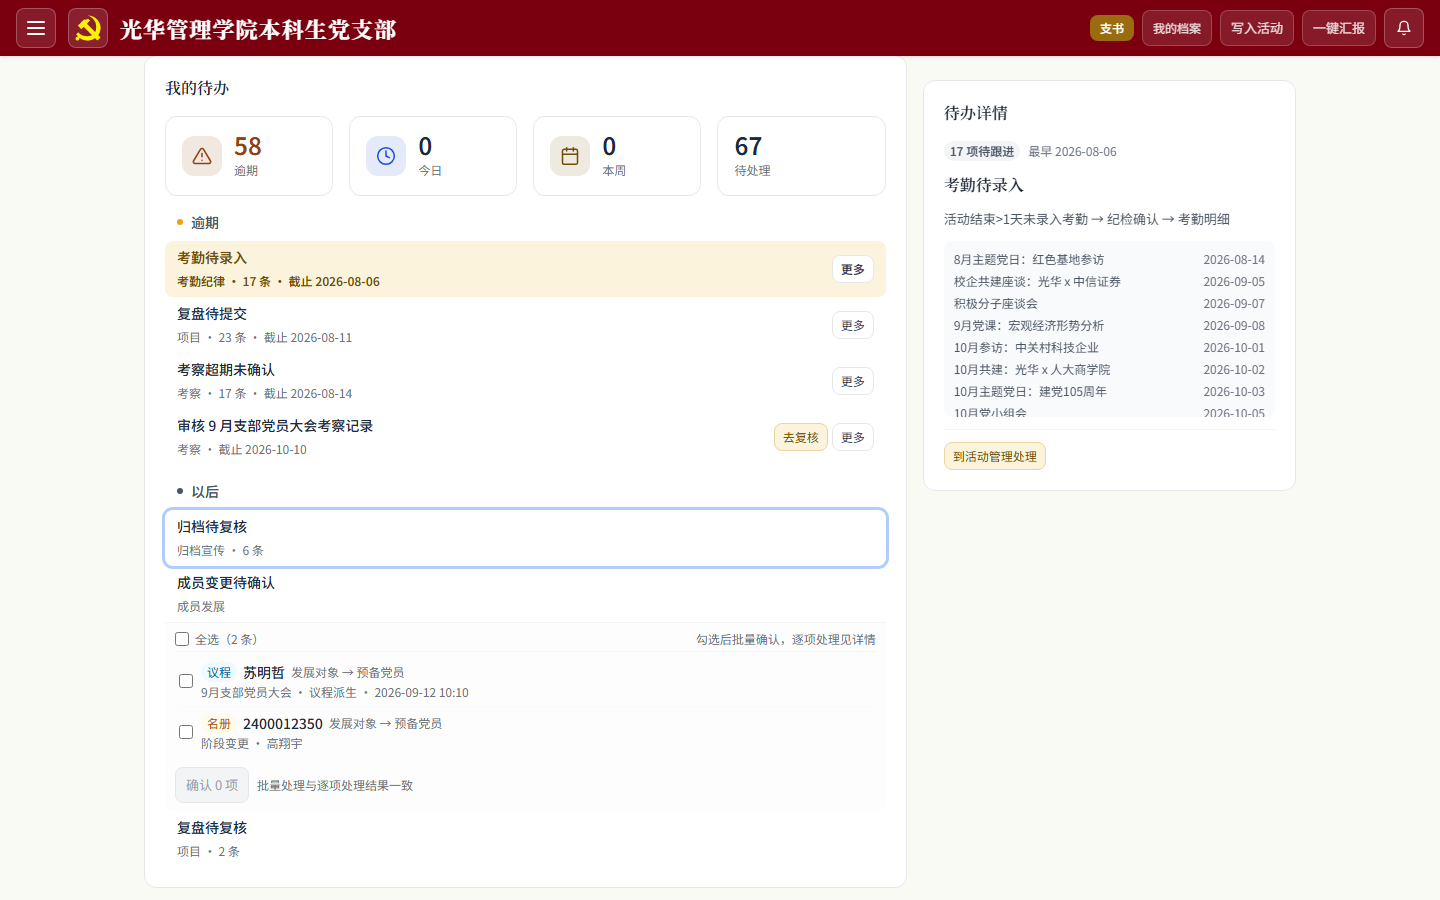 光华管理学院本科生党支部
支书
我的档案
写入活动
一键汇报
我的待办
58
逾期
0
今日
0
本周
67
待处理
逾期
考勤待录入
考勤纪律 • 17 条 • 截止 2026-08-06
更多
复盘待提交
项目 • 23 条 • 截止 2026-08-11
更多
考察超期未确认
考察 • 17 条 • 截止 2026-08-14
更多
审核 9 月支部党员大会考察记录
考察 • 截止 2026-10-10
去复核
更多
以后
归档待复核
归档宣传 • 6 条
成员变更待确认
成员发展
全选（2 条）
勾选后批量确认，逐项处理见详情
议程 苏明哲 发展对象 → 预备党员
9月支部党员大会 • 议程派生 • 2026-09-12 10:10
名册 2400012350 发展对象 → 预备党员
阶段变更 • 高翔宇
确认 0 项
批量处理与逐项处理结果一致
复盘待复核
项目 • 2 条
待办详情
17 项待跟进 最早 2026-08-06
考勤待录入
活动结束>1天未录入考勤 → 纪检确认 → 考勤明细
8月主题党日：红色基地参访 2026-08-14
校企共建座谈：光华 x 中信证券 2026-09-05
积极分子座谈会 2026-09-07
9月党课：宏观经济形势分析 2026-09-08
10月参访：中关村科技企业 2026-10-01
10月共建：光华 x 人大商学院 2026-10-02
10月主题党日：建党105周年 2026-10-03
10月党小组会 2026-10-05
到活动管理处理